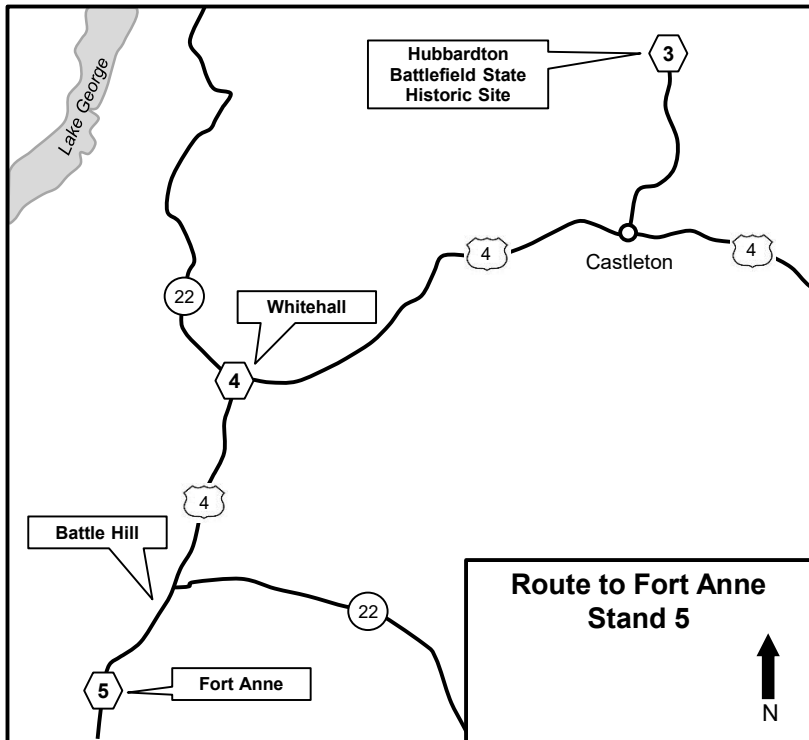 Lake George
Hubbardton
Battlefield State
Historic Site
3
4
Castleton
4
22
Whitehall
4
4
Battle Hill
22
5
Fort Anne
Route to Fort Anne
Stand 5
N